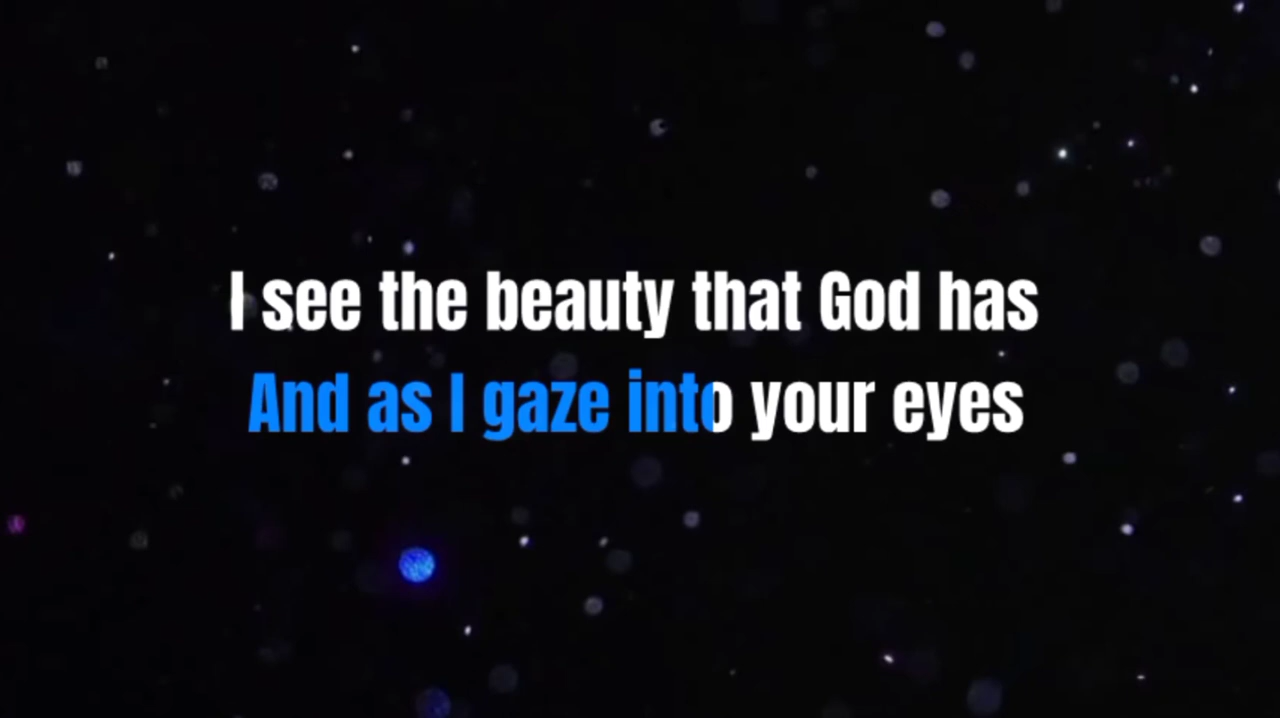 I see the beauty that God has
And as I gaze into your eyes